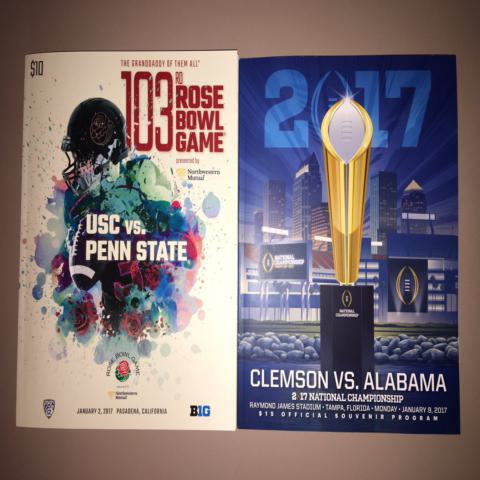 $10
THE GRANDDADDY OF THEM ALL®
103RD
ROSE
BOWL
GAME
presented by
Northwestern
Mutual
USC vs.
PENN STATE
ROSE BOWL GAME
Northwestern
Mutual
JANUARY 2, 2017 PASADENA, CALIFORNIA
B1G
2017
NATIONAL
CHAMPIONSHIP
NATIONAL
CHAMPIONSHIP
CLEMSON VS. ALABAMA
2017 NATIONAL CHAMPIONSHIP
RAYMOND JAMES STADIUM • TAMPA, FLORIDA • MONDAY • JANUARY 9, 2017
$15 OFFICIAL SOUVENIR PROGRAM